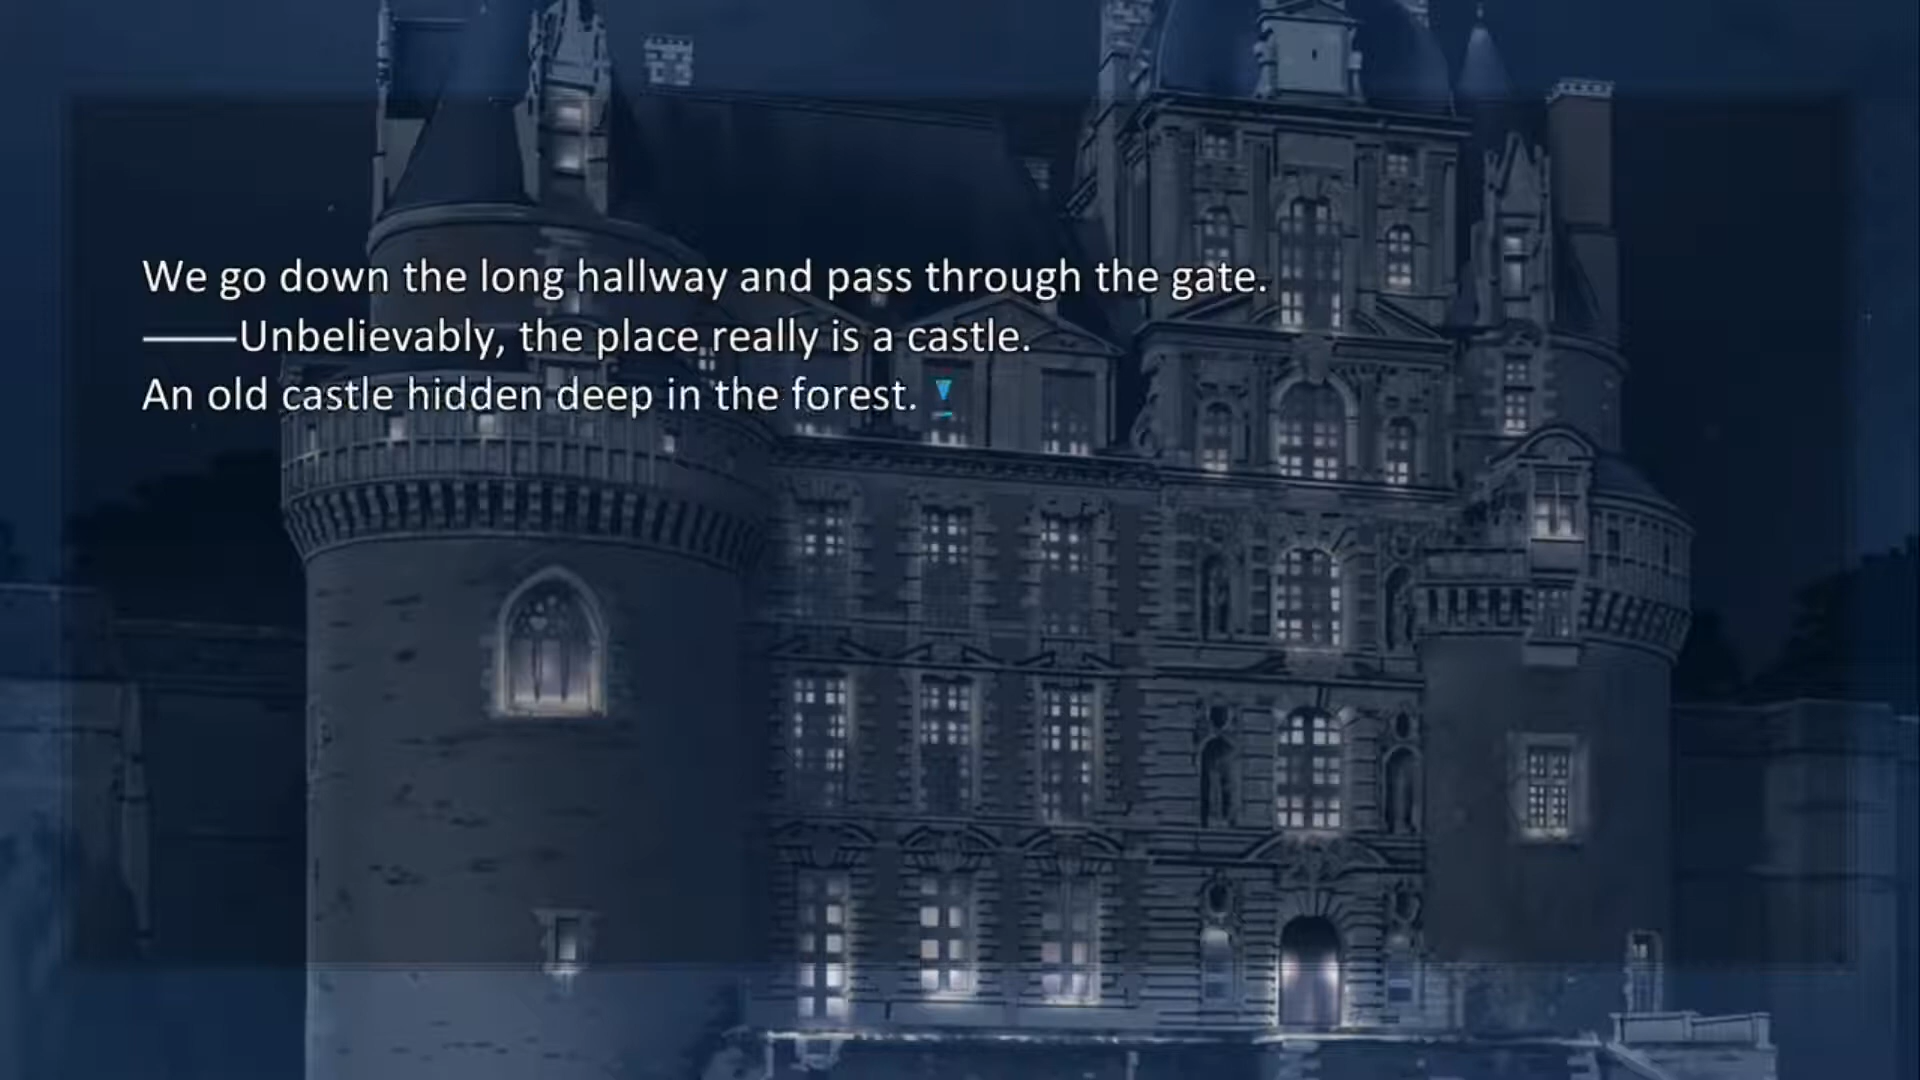 We go down the long hallway and pass through the gate.
――Unbelievably, the place really is a castle.
An old castle hidden deep in the forest.